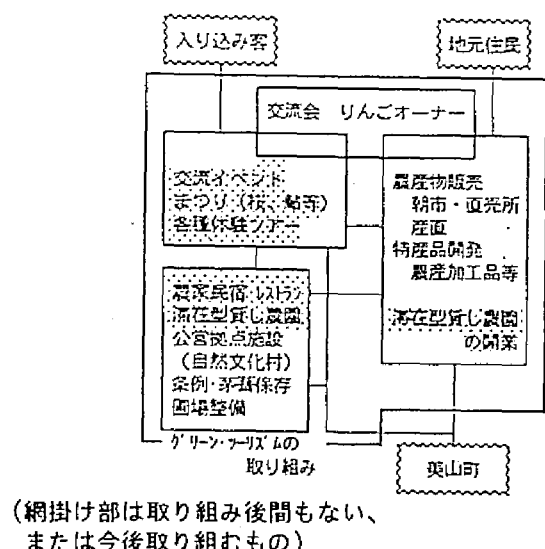 入り込み客
地元住民
交流会 りんごオーナー
交流イベント
まつり(桜、鮎等)
各種体験ツアー
農産物販売
朝市・直売所
産直
特産品開発
農産加工品等
滞在型貸し農園
の開業
農家民宿・レストラン
滞在型貸し農園
公営拠点施設
(自然文化村)
条例・茅葺保存
圃場整備
グリーン・ツーリズムの
取り組み
美山町
(網掛け部は取り組み後間もない、
または今後取り組むもの)